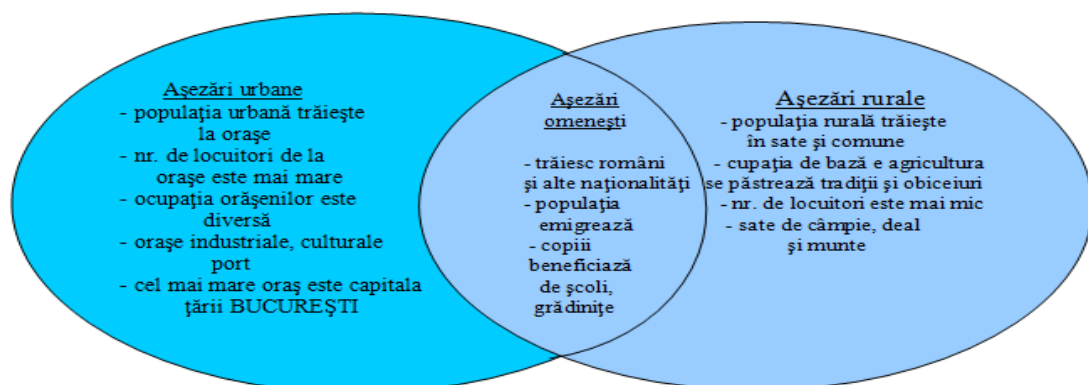 Aşezări urbane
- populaţia urbană trăieşte
la oraşe
- nr. de locuitori de la
oraşe este mai mare
- ocupaţia orăşenilor este
diversă
- oraşe industriale, culturale
port
- cel mai mare oraş este capitala
ţării BUCUREŞTI
Aşezări
omeneşti
- trăiesc români
şi alte naţionalităţi
- populaţia
emigrează
- copiii
beneficiază
de şcoli,
grădiniţe
Aşezări rurale
- populaţia rurală trăieşte
în sate şi comune
- cupaţia de bază e agricultura
se păstrează tradiţii şi obiceiuri
- nr. de locuitori este mai mic
- sate de câmpie, deal
şi munte